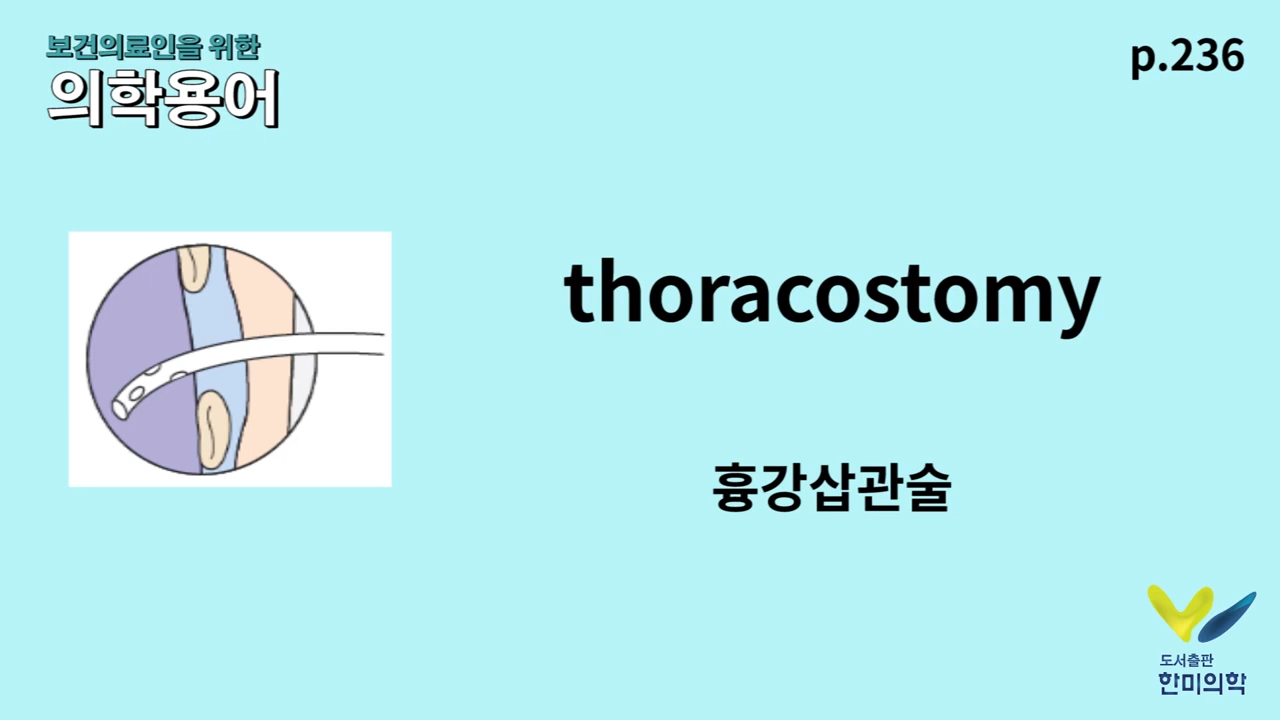 보건의료인을 위한
의학용어
p.236
thoracostomy
흉강삽관술
도서출판
한미의학